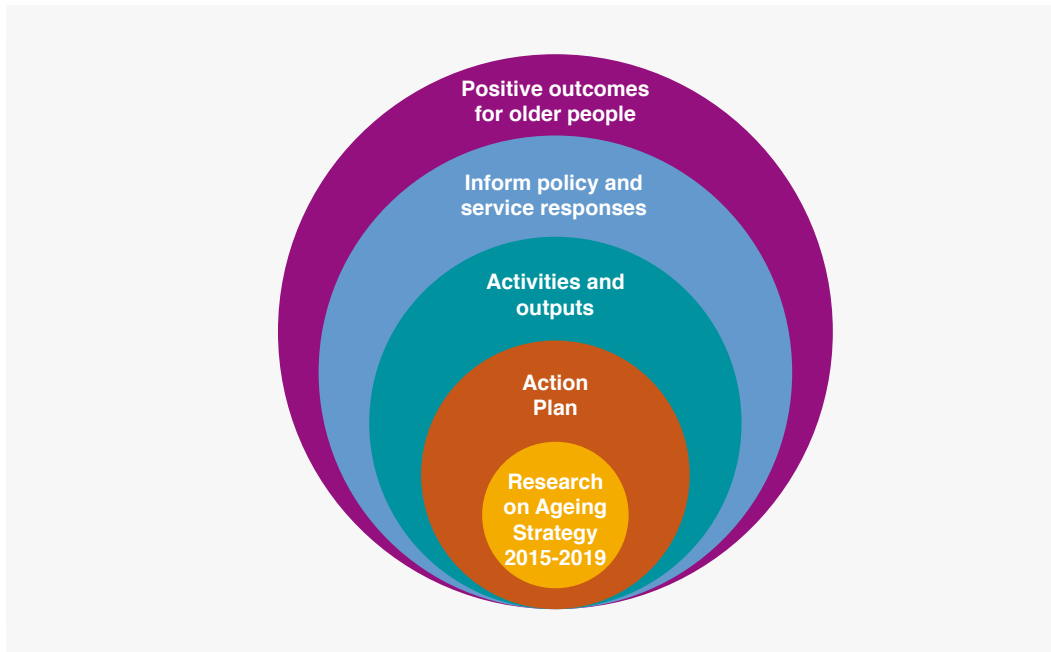 Positive outcomes
for older people
Inform policy and
service responses
Activities and
outputs
Action
Plan
Research
on Ageing
Strategy
2015-2019